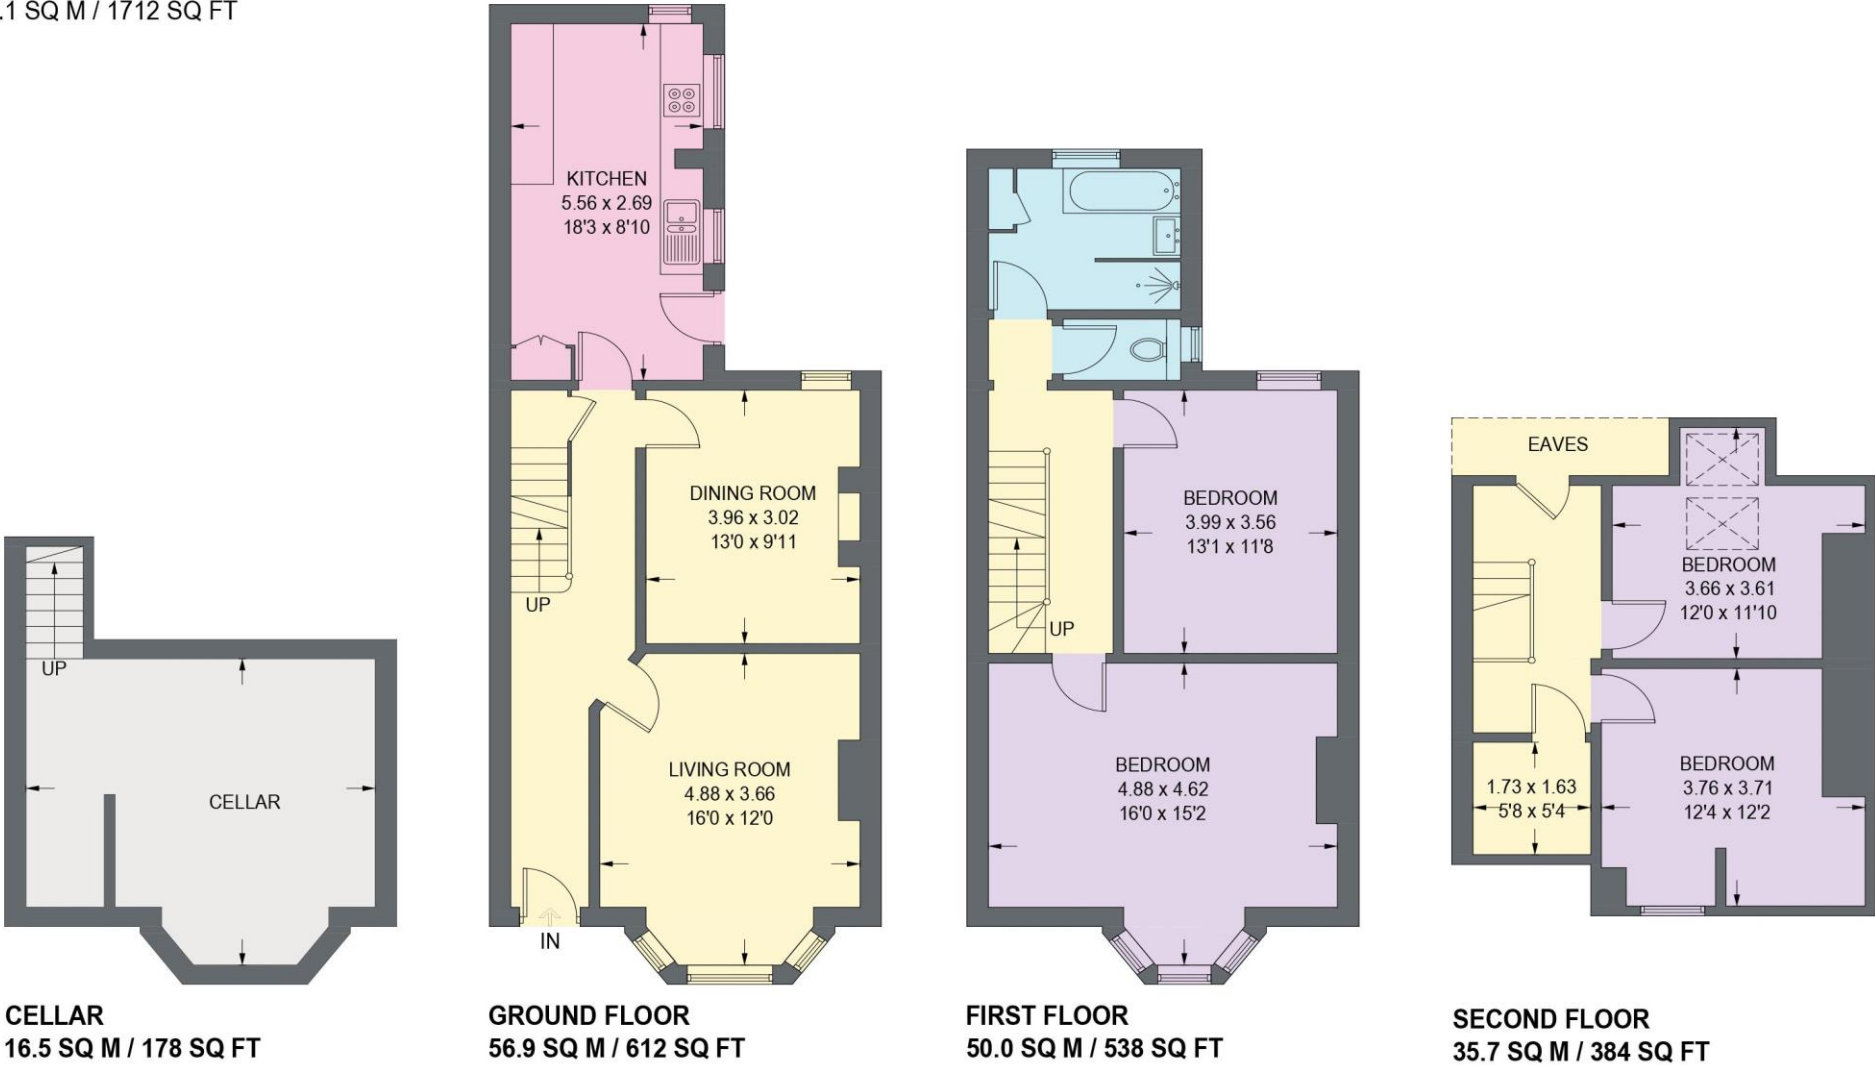 .1 SQ M / 1712 SQ FT
KITCHEN
5.56 x 2.69
18'3 x 8'10
DINING ROOM
3.96 x 3.02
13'0 x 9'11
UP
LIVING ROOM
4.88 x 3.66
16'0 x 12'0
IN
UP
CELLAR
BEDROOM
3.99 x 3.56
13'1 x 11'8
UP
BEDROOM
4.88 x 4.62
16'0 x 15'2
EAVES
BEDROOM
3.66 x 3.61
12'0 x 11'10
BEDROOM
3.76 x 3.71
12'4 x 12'2
1.73 x 1.63
5'8 x 5'4
CELLAR
16.5 SQ M / 178 SQ FT
GROUND FLOOR
56.9 SQ M / 612 SQ FT
FIRST FLOOR
50.0 SQ M / 538 SQ FT
SECOND FLOOR
35.7 SQ M / 384 SQ FT